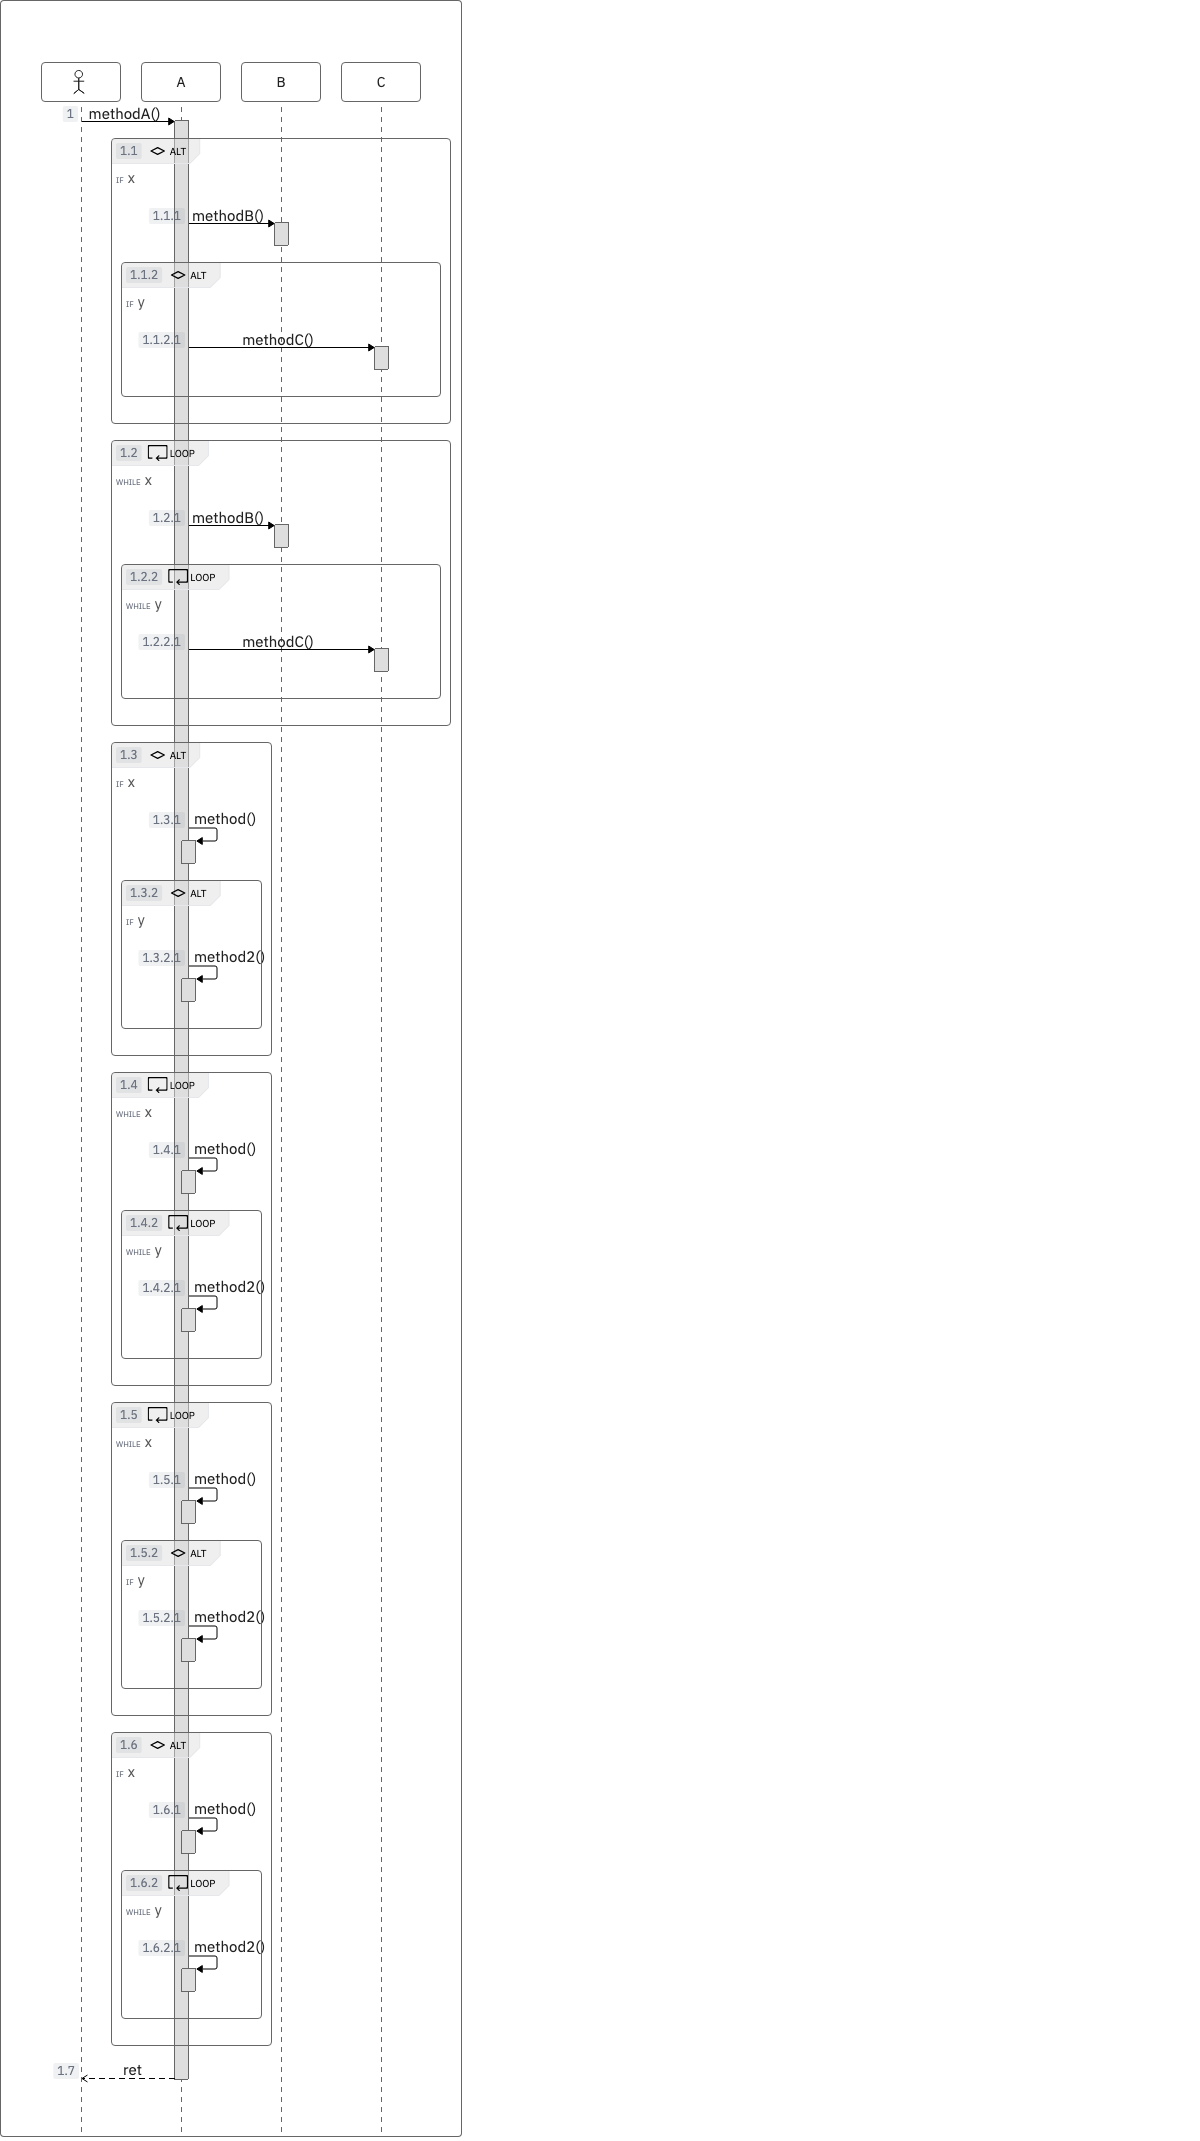 A
B
C
1 methodA()
1.1 ALT
IF x
1.1.1 methodB()
1.1.2 ALT
IF y
1.1.2.1 methodC()
1.2 LOOP
WHILE x
1.2.1 methodB()
1.2.2 LOOP
WHILE y
1.2.2.1 methodC()
1.3 ALT
IF x
1.3.1 method()
1.3.2 ALT
IF y
1.3.2.1 method2()
1.4 LOOP
WHILE x
1.4.1 method()
1.4.2 LOOP
WHILE y
1.4.2.1 method2()
1.5 LOOP
WHILE x
1.5.1 method()
1.5.2 ALT
IF y
1.5.2.1 method2()
1.6 ALT
IF x
1.6.1 method()
1.6.2 LOOP
WHILE y
1.6.2.1 method2()
1.7 ret